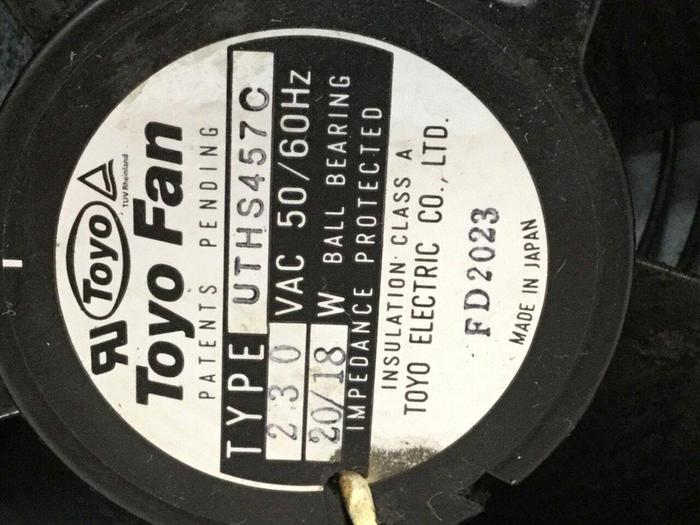 Toyo
TÜV Rheinland
Toyo Fan
PATENTS PENDING
TYPE UTHS457C
230 VAC 50/60Hz
20/18 W BALL BEARING
IMPEDANCE PROTECTED
INSULATION CLASS A
TOYO ELECTRIC CO., LTD.
FD2023
MADE IN JAPAN